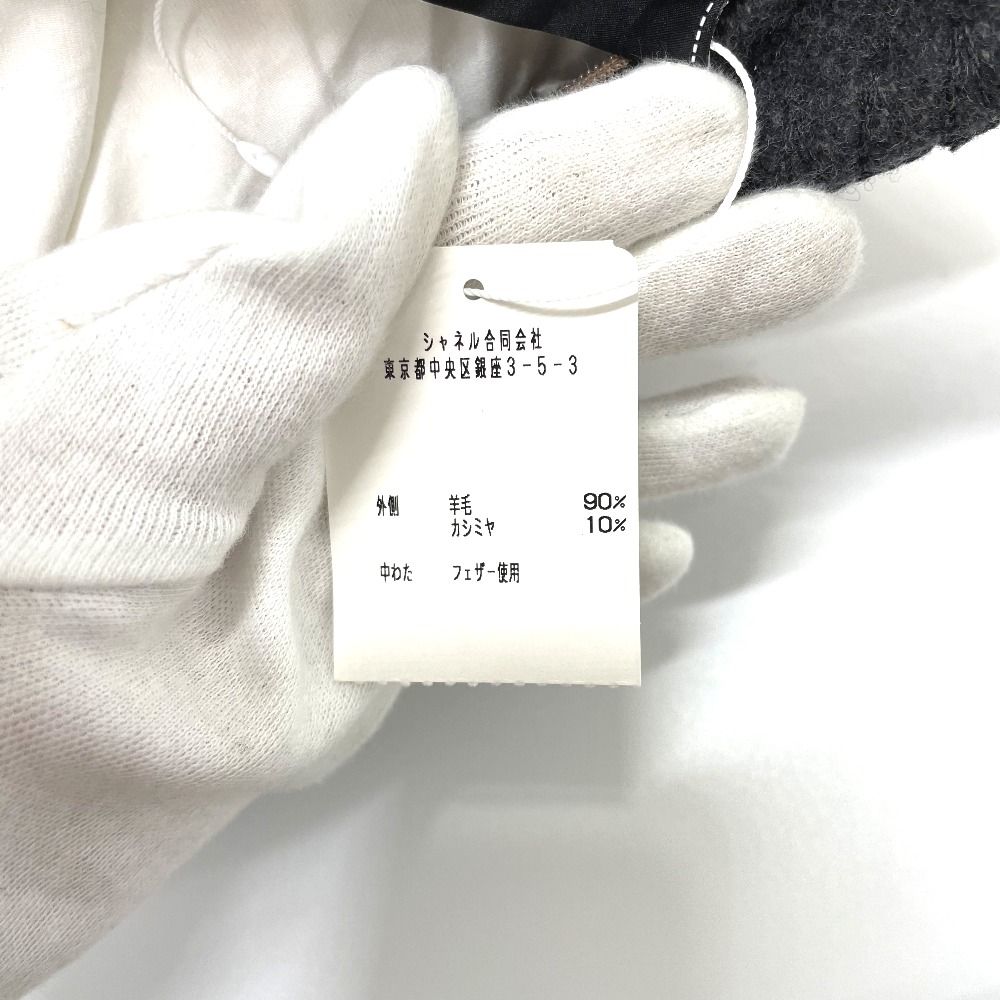 シャネル合同会社
東京都中央区銀座3-5-3
外側 羊毛 90%
カシミヤ 10%
中わた フェザー使用